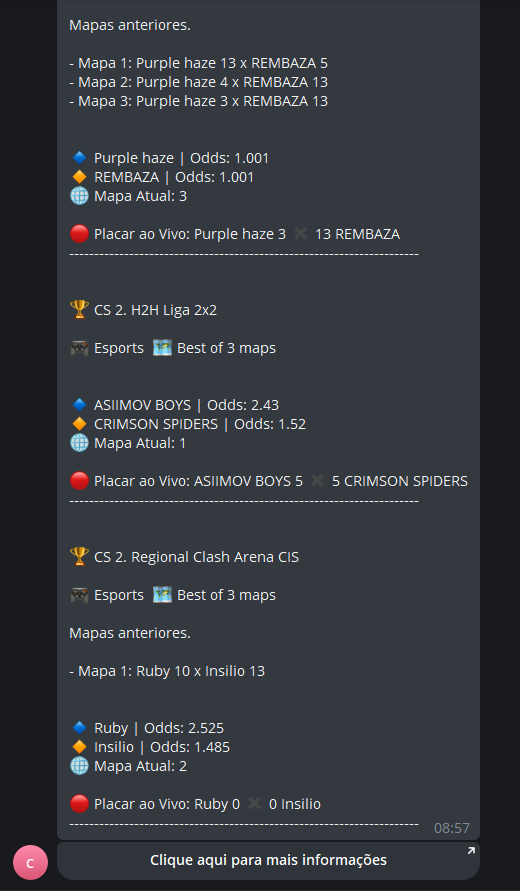 Mapas anteriores.
- Mapa 1: Purple haze 13 x REMBAZA 5
- Mapa 2: Purple haze 4 x REMBAZA 13
- Mapa 3: Purple haze 3 x REMBAZA 13
🔷 Purple haze | Odds: 1.001
🔶 REMBAZA | Odds: 1.001
🌐 Mapa Atual: 3
🔴 Placar ao Vivo: Purple haze 3 ✖️ 13 REMBAZA
----------------------------------------------------------------------
🏆 CS 2. H2H Liga 2x2
🎮 Esports 🗺️ Best of 3 maps
🔷 ASIIMOV BOYS | Odds: 2.43
🔶 CRIMSON SPIDERS | Odds: 1.52
🌐 Mapa Atual: 1
🔴 Placar ao Vivo: ASIIMOV BOYS 5 ✖️ 5 CRIMSON SPIDERS
----------------------------------------------------------------------
🏆 CS 2. Regional Clash Arena CIS
🎮 Esports 🗺️ Best of 3 maps
Mapas anteriores.
- Mapa 1: Ruby 10 x Insilio 13
🔷 Ruby | Odds: 2.525
🔶 Insilio | Odds: 1.485
🌐 Mapa Atual: 2
🔴 Placar ao Vivo: Ruby 0 ✖️ 0 Insilio
----------------------------------------------------------------------
08:57
C
Clique aqui para mais informações